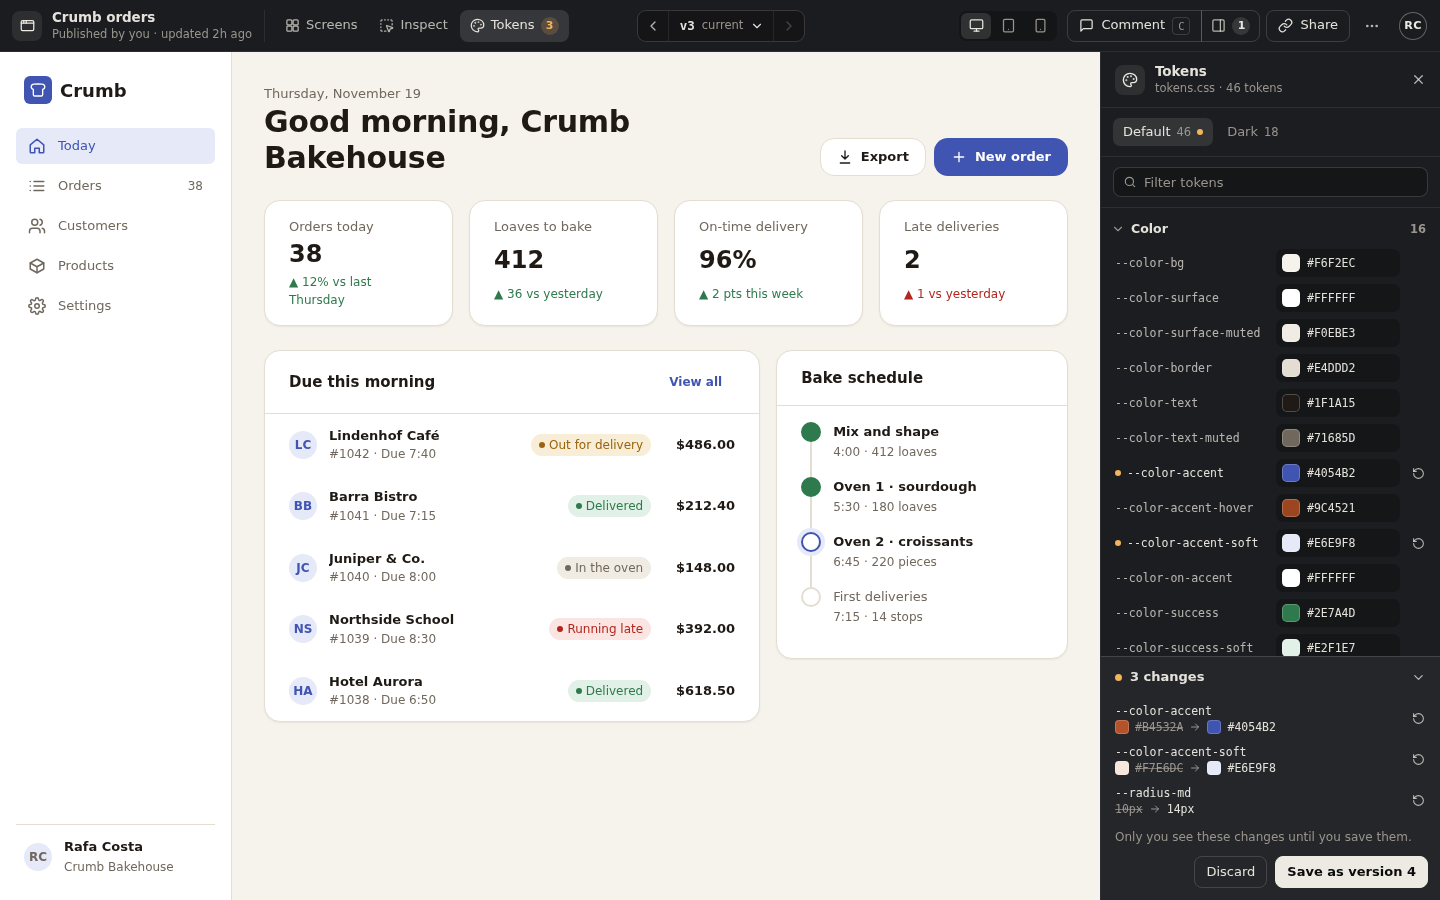 Crumb orders
Published by you · updated 2h ago
Screens
Inspect
Tokens 3
v3 current
Comment C
1
Share
RC
Crumb
Today
Orders 38
Customers
Products
Settings
RC
Rafa Costa
Crumb Bakehouse
Thursday, November 19
Good morning, Crumb
Bakehouse
Export
New order
Orders today
38
▲ 12% vs last
Thursday
Loaves to bake
412
▲ 36 vs yesterday
On-time delivery
96%
▲ 2 pts this week
Late deliveries
2
▲ 1 vs yesterday
Due this morning
View all
LC
Lindenhof Café
#1042 · Due 7:40
Out for delivery
$486.00
BB
Barra Bistro
#1041 · Due 7:15
Delivered
$212.40
JC
Juniper & Co.
#1040 · Due 8:00
In the oven
$148.00
NS
Northside School
#1039 · Due 8:30
Running late
$392.00
HA
Hotel Aurora
#1038 · Due 6:50
Delivered
$618.50
Bake schedule
Mix and shape
4:00 · 412 loaves
Oven 1 · sourdough
5:30 · 180 loaves
Oven 2 · croissants
6:45 · 220 pieces
First deliveries
7:15 · 14 stops
Tokens
tokens.css · 46 tokens
Default 46
Dark 18
Filter tokens
Color 16
--color-bg #F6F2EC
--color-surface #FFFFFF
--color-surface-muted #F0EBE3
--color-border #E4DDD2
--color-text #1F1A15
--color-text-muted #71685D
--color-accent #4054B2
--color-accent-hover #9C4521
--color-accent-soft #E6E9F8
--color-on-accent #FFFFFF
--color-success #2E7A4D
--color-success-soft #E2F1E7
3 changes
--color-accent
#B4532A → #4054B2
--color-accent-soft
#F7E6DC → #E6E9F8
--radius-md
10px → 14px
Only you see these changes until you save them.
Discard
Save as version 4